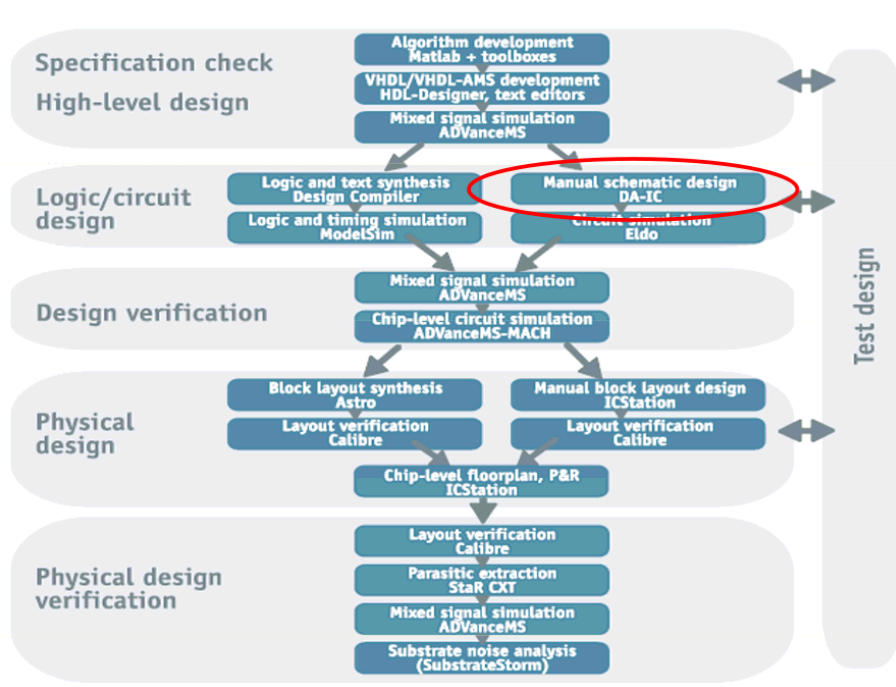 Specification check
High-level design
Algorithm development
Matlab + toolboxes
VHDL/VHDL-AMS development
HDL-Designer, text editors
Mixed signal simulation
ADVanceMS
Logic/circuit
design
Logic and text synthesis
Design Compiler
Manual schematic design
DA-IC
Logic and timing simulation
ModelSim
Circuit simulation
Eldo
Design verification
Mixed signal simulation
ADVanceMS
Chip-level circuit simulation
ADVanceMS-MACH
Physical
design
Block layout synthesis
Astro
Manual block layout design
ICStation
Layout verification
Calibre
Layout verification
Calibre
Chip-level floorplan, P&R
ICStation
Physical design
verification
Layout verification
Calibre
Parasitic extraction
StaR CXT
Mixed signal simulation
ADVanceMS
Substrate noise analysis
(SubstrateStorm)
Test design